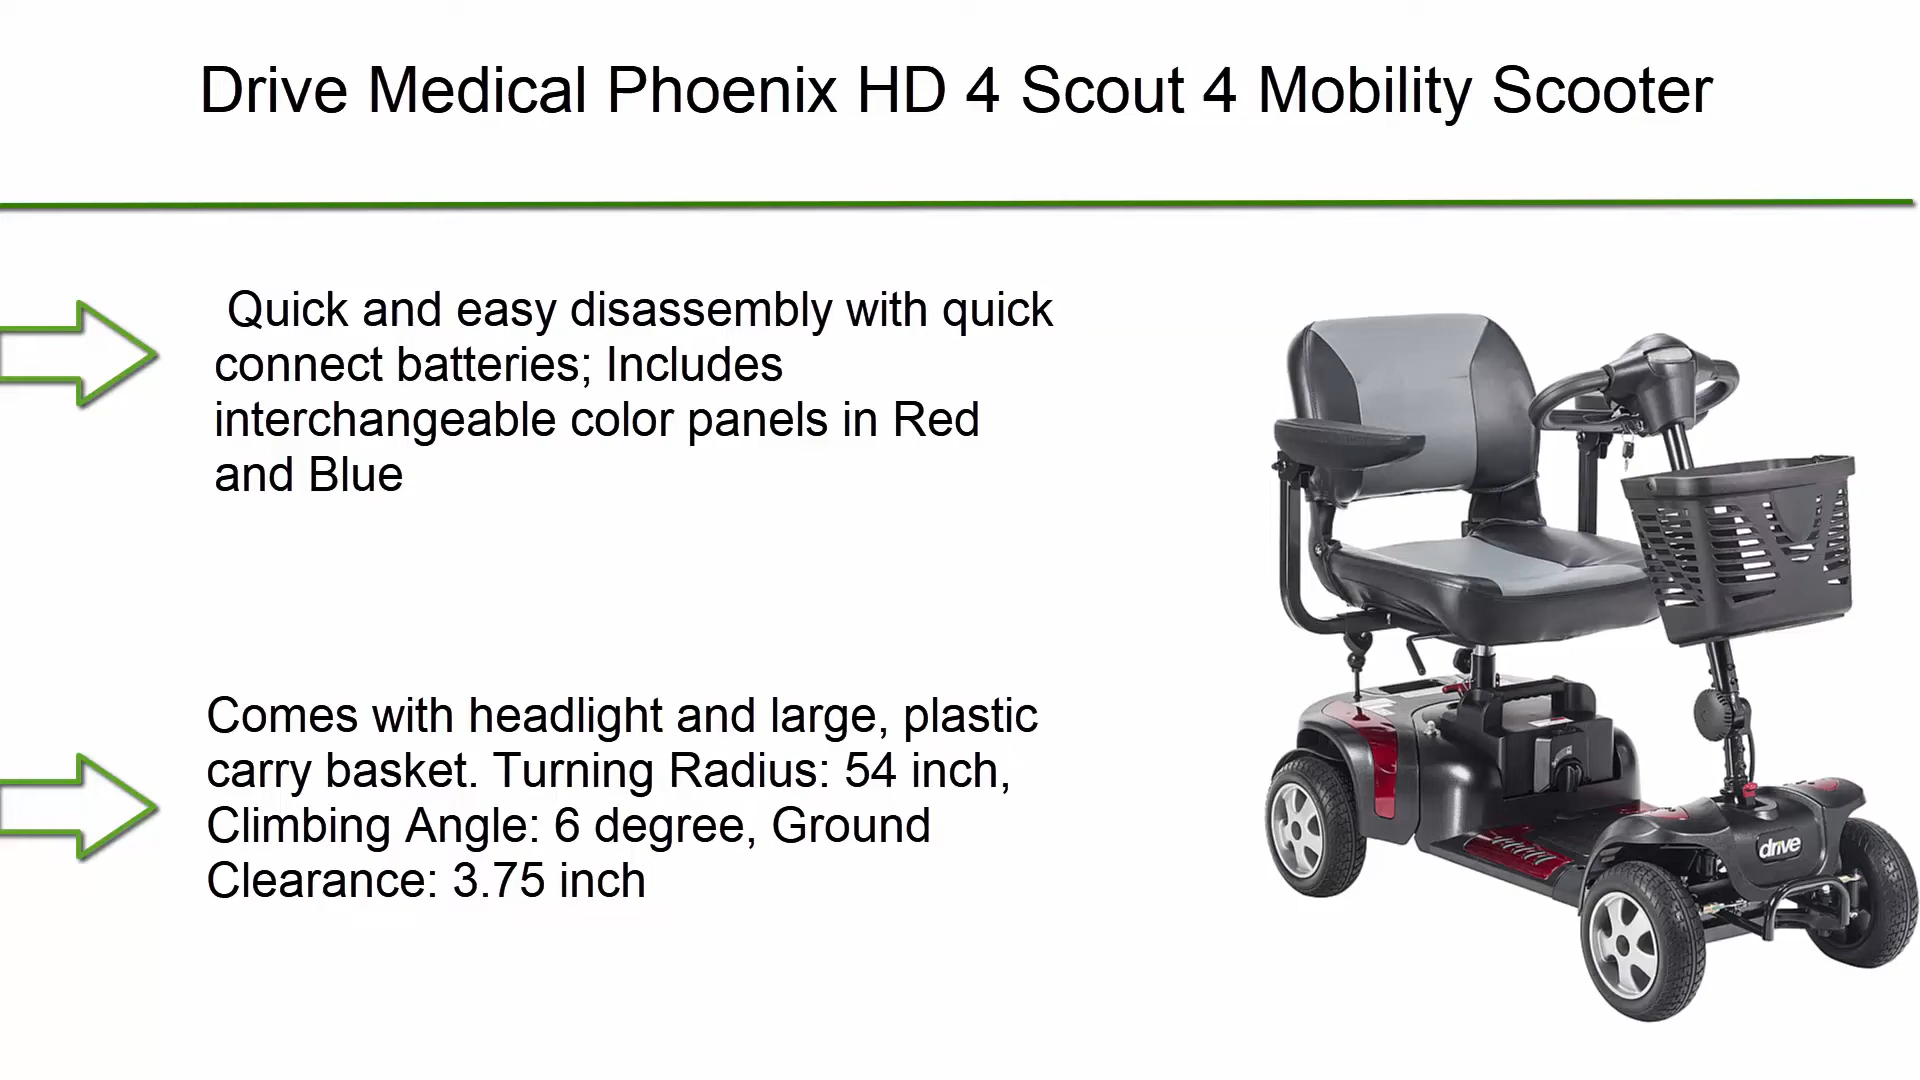 Drive Medical Phoenix HD 4 Scout 4 Mobility Scooter
Quick and easy disassembly with quick
connect batteries; Includes
interchangeable color panels in Red
and Blue
Comes with headlight and large, plastic
carry basket. Turning Radius: 54 inch,
Climbing Angle: 6 degree, Ground
Clearance: 3.75 inch
drive